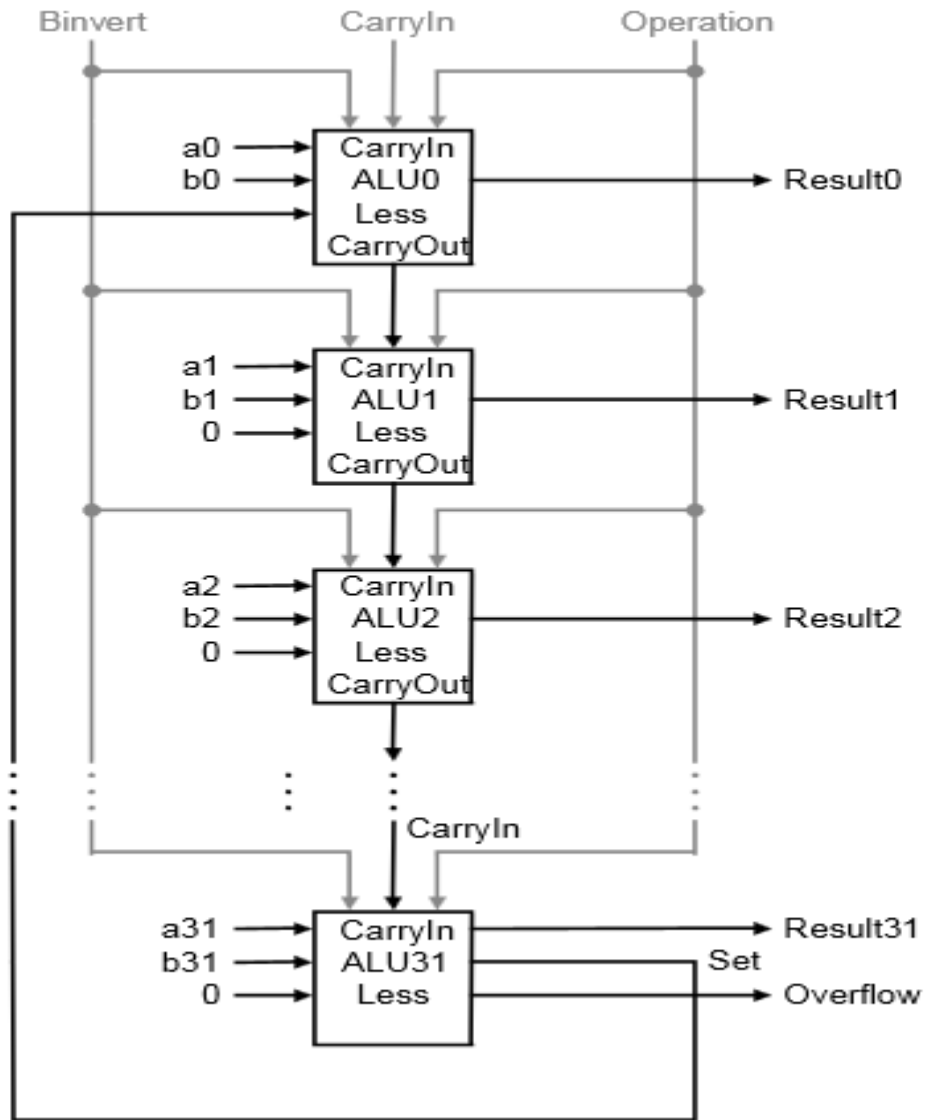 Binvert CarryIn Operation
a0 CarryIn
b0 ALU0 Result0
Less
CarryOut
a1 CarryIn
b1 ALU1 Result1
0 Less
CarryOut
a2 CarryIn
b2 ALU2 Result2
0 Less
CarryOut
CarryIn
a31 CarryIn Result31
b31 ALU31 Set
0 Less Overflow